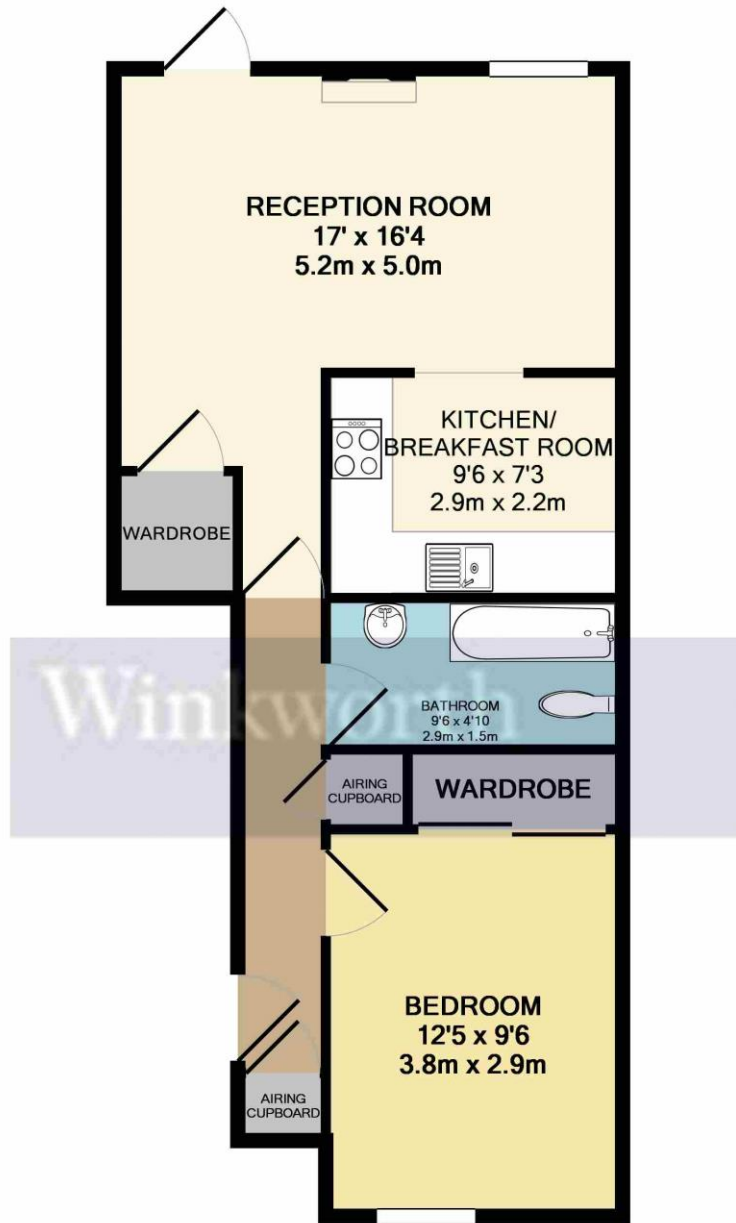 RECEPTION ROOM
17' x 16'4
5.2m x 5.0m
KITCHEN/
BREAKFAST ROOM
9'6 x 7'3
2.9m x 2.2m
WARDROBE
Winkworth
BATHROOM
9'6 x 4'10
2.9m x 1.5m
AIRING
CUPBOARD
WARDROBE
BEDROOM
12'5 x 9'6
3.8m x 2.9m
AIRING
CUPBOARD